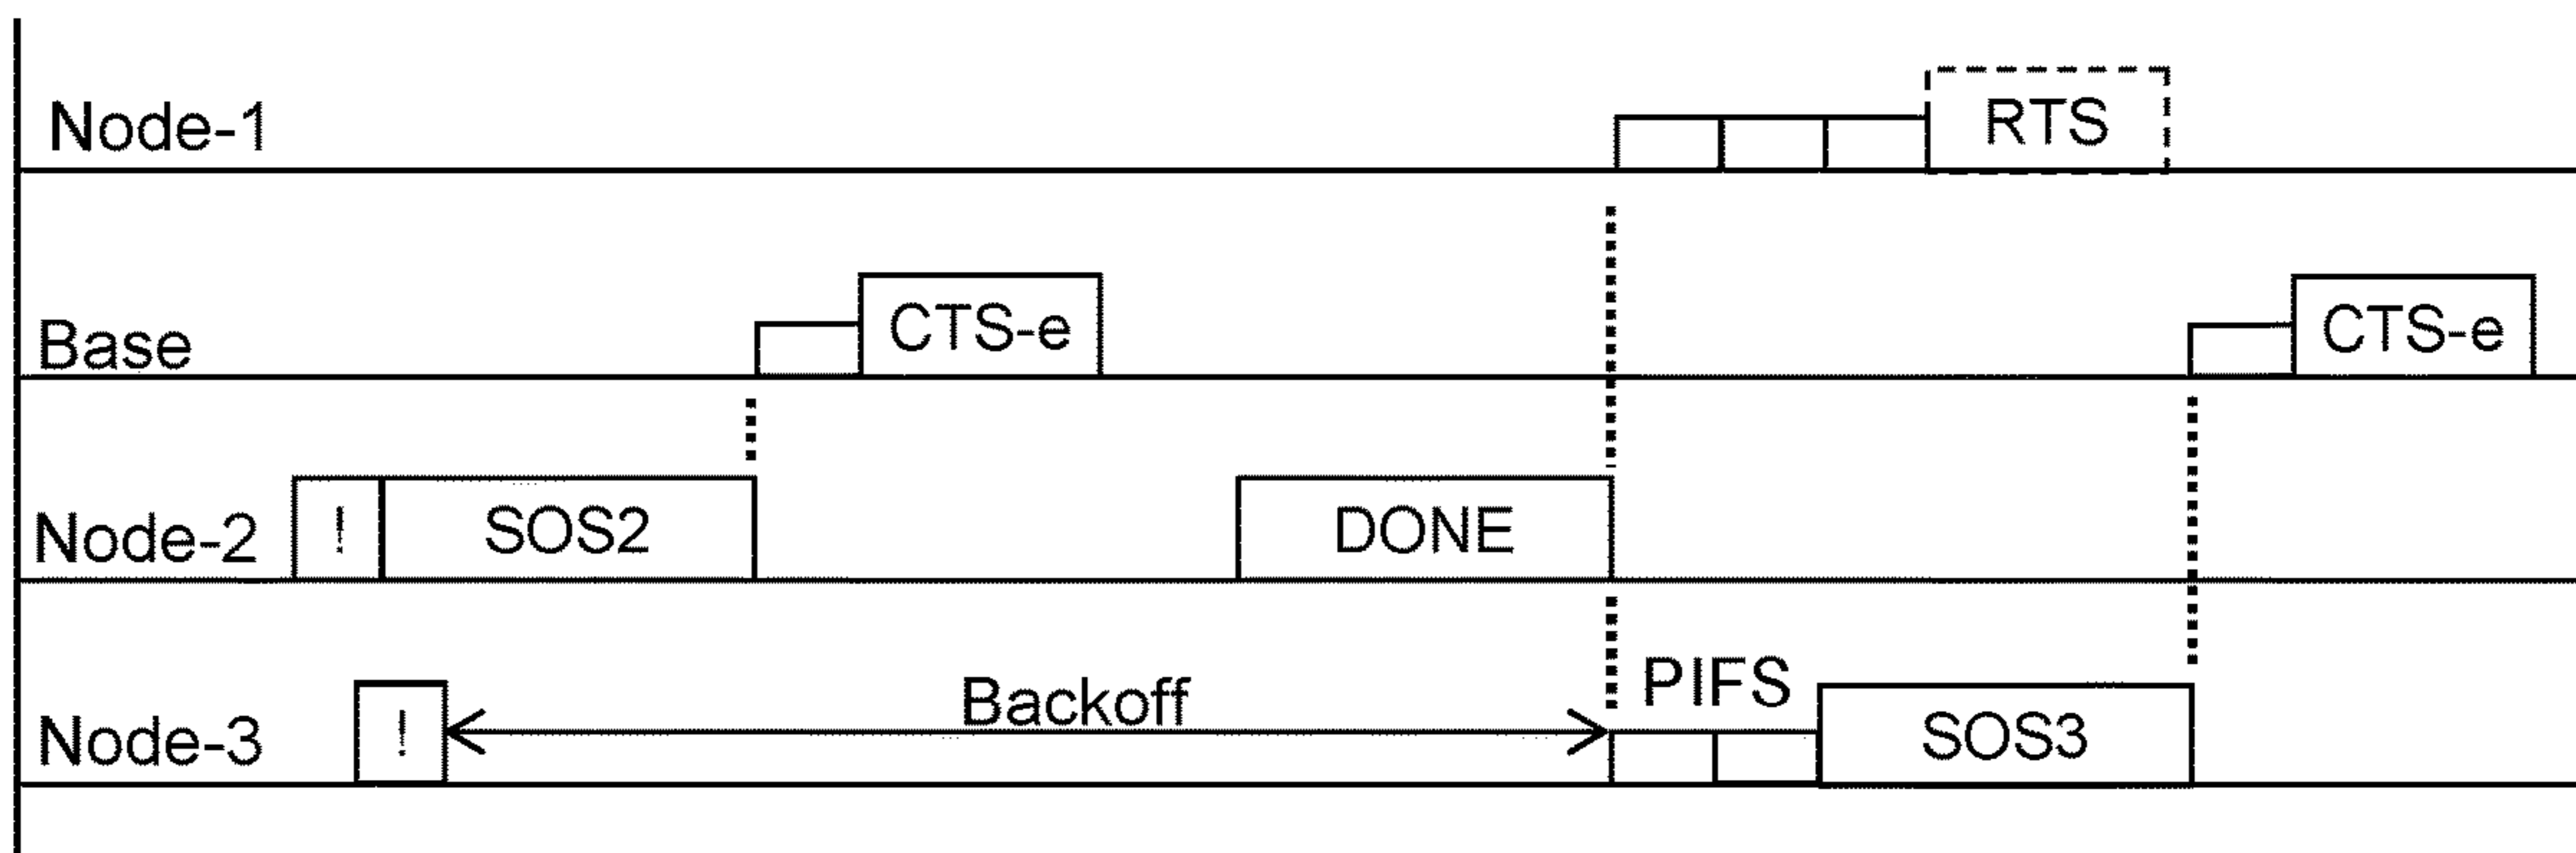 Node-1 RTS
Base CTS-e CTS-e
Node-2 ! SOS2 DONE
Node-3 ! Backoff PIFS SOS3